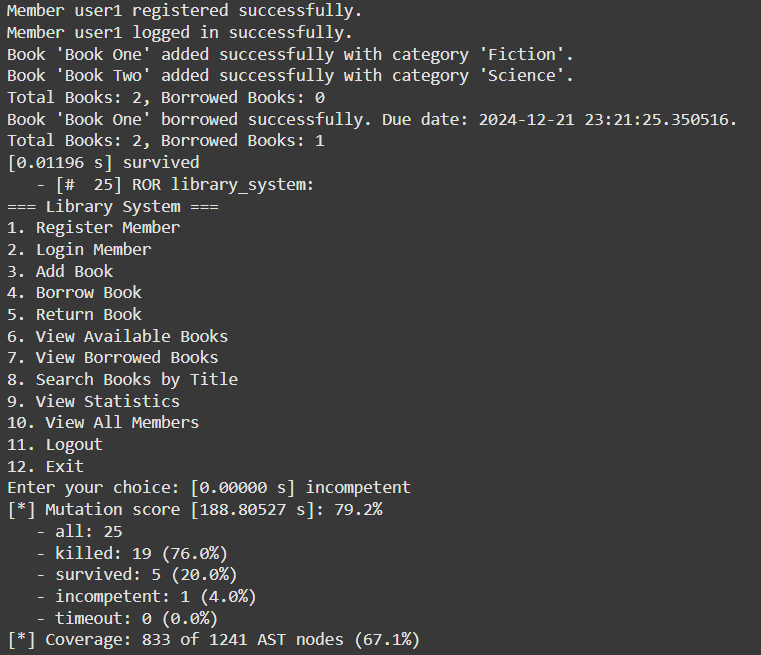 Member user1 registered successfully.
Member user1 logged in successfully.
Book 'Book One' added successfully with category 'Fiction'.
Book 'Book Two' added successfully with category 'Science'.
Total Books: 2, Borrowed Books: 0
Book 'Book One' borrowed successfully. Due date: 2024-12-21 23:21:25.350516.
Total Books: 2, Borrowed Books: 1
[0.01196 s] survived
   - [#  25] ROR library_system:
=== Library System ===
1. Register Member
2. Login Member
3. Add Book
4. Borrow Book
5. Return Book
6. View Available Books
7. View Borrowed Books
8. Search Books by Title
9. View Statistics
10. View All Members
11. Logout
12. Exit
Enter your choice: [0.00000 s] incompetent
[*] Mutation score [188.80527 s]: 79.2%
   - all: 25
   - killed: 19 (76.0%)
   - survived: 5 (20.0%)
   - incompetent: 1 (4.0%)
   - timeout: 0 (0.0%)
[*] Coverage: 833 of 1241 AST nodes (67.1%)